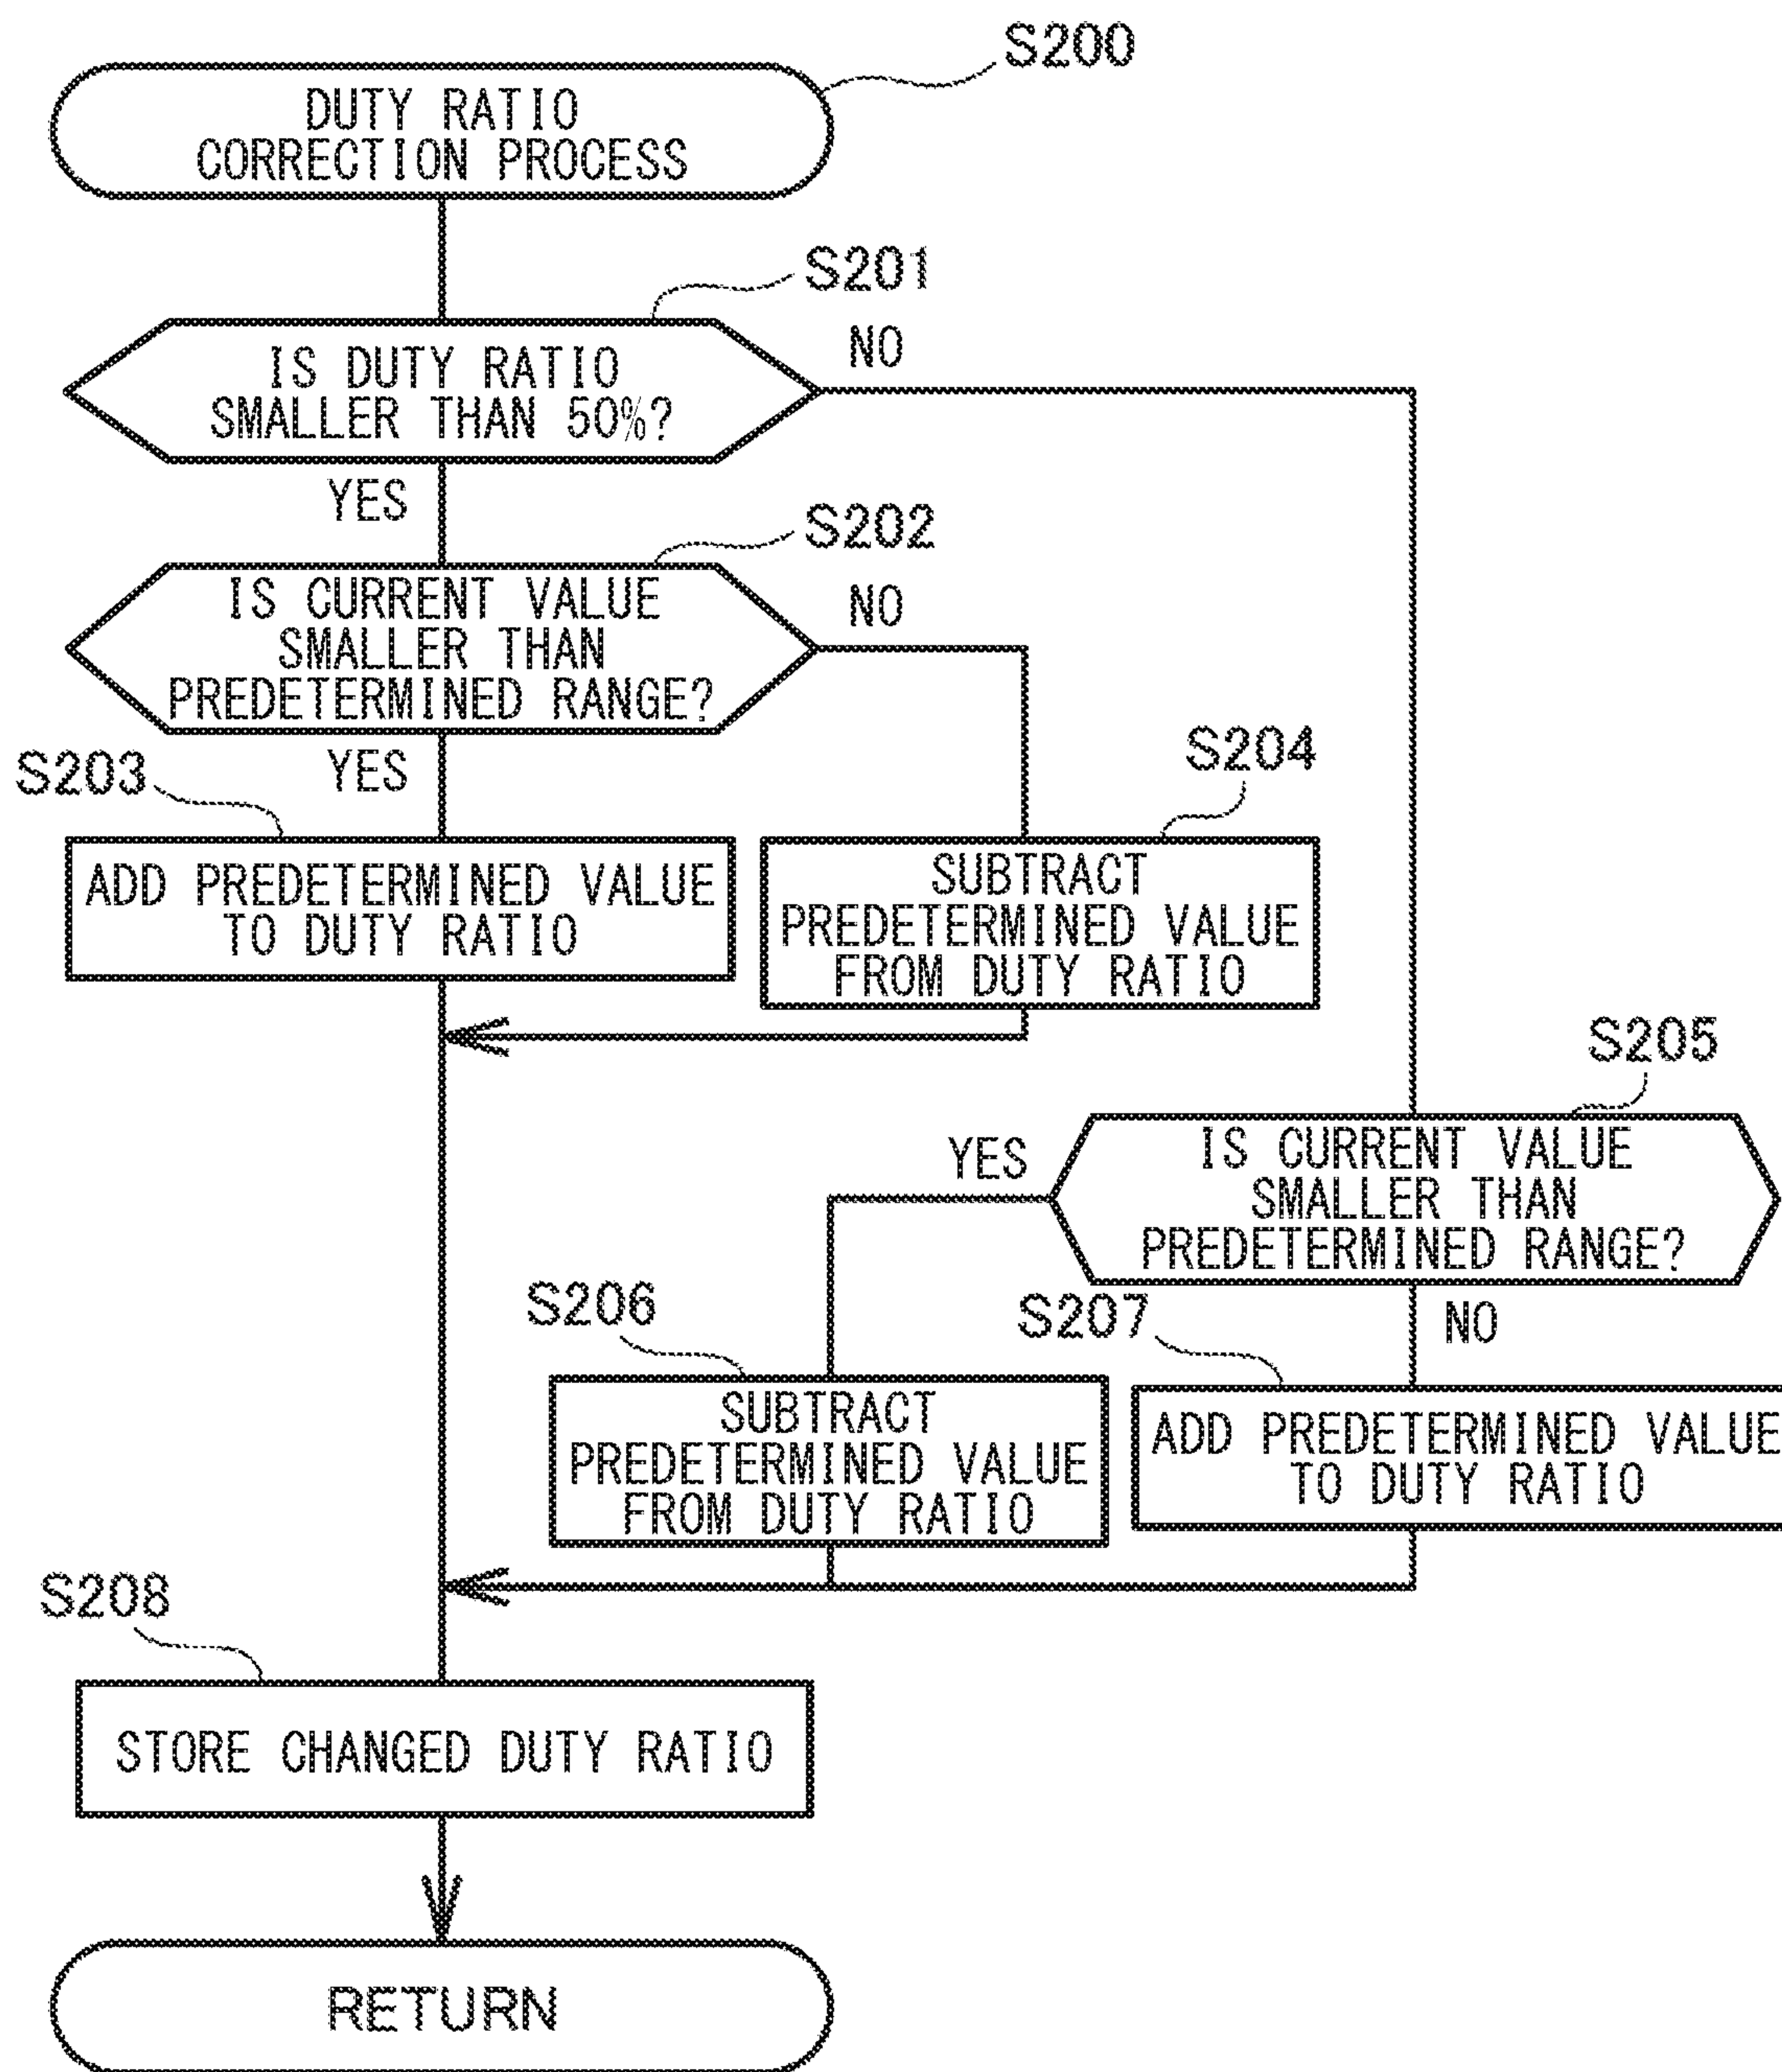 S200
DUTY RATIO
CORRECTION PROCESS
S201
IS DUTY RATIO
SMALLER THAN 50%?
NO
YES
S202
IS CURRENT VALUE
SMALLER THAN
PREDETERMINED RANGE?
NO
YES
S203
ADD PREDETERMINED VALUE
TO DUTY RATIO
S204
SUBTRACT
PREDETERMINED VALUE
FROM DUTY RATIO
S205
IS CURRENT VALUE
SMALLER THAN
PREDETERMINED RANGE?
YES
NO
S206
SUBTRACT
PREDETERMINED VALUE
FROM DUTY RATIO
S207
ADD PREDETERMINED VALUE
TO DUTY RATIO
S208
STORE CHANGED DUTY RATIO
RETURN